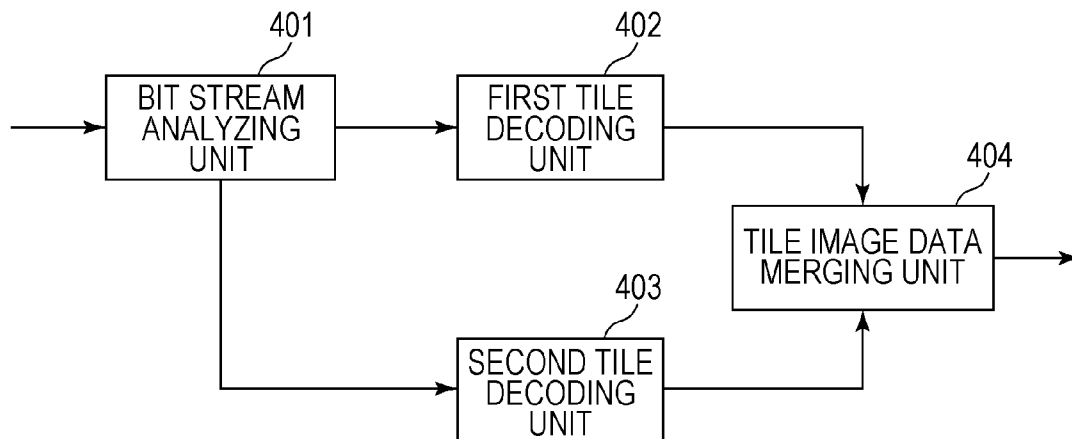 401
BIT STREAM
ANALYZING
UNIT
402
FIRST TILE
DECODING
UNIT
404
TILE IMAGE DATA
MERGING UNIT
403
SECOND TILE
DECODING
UNIT